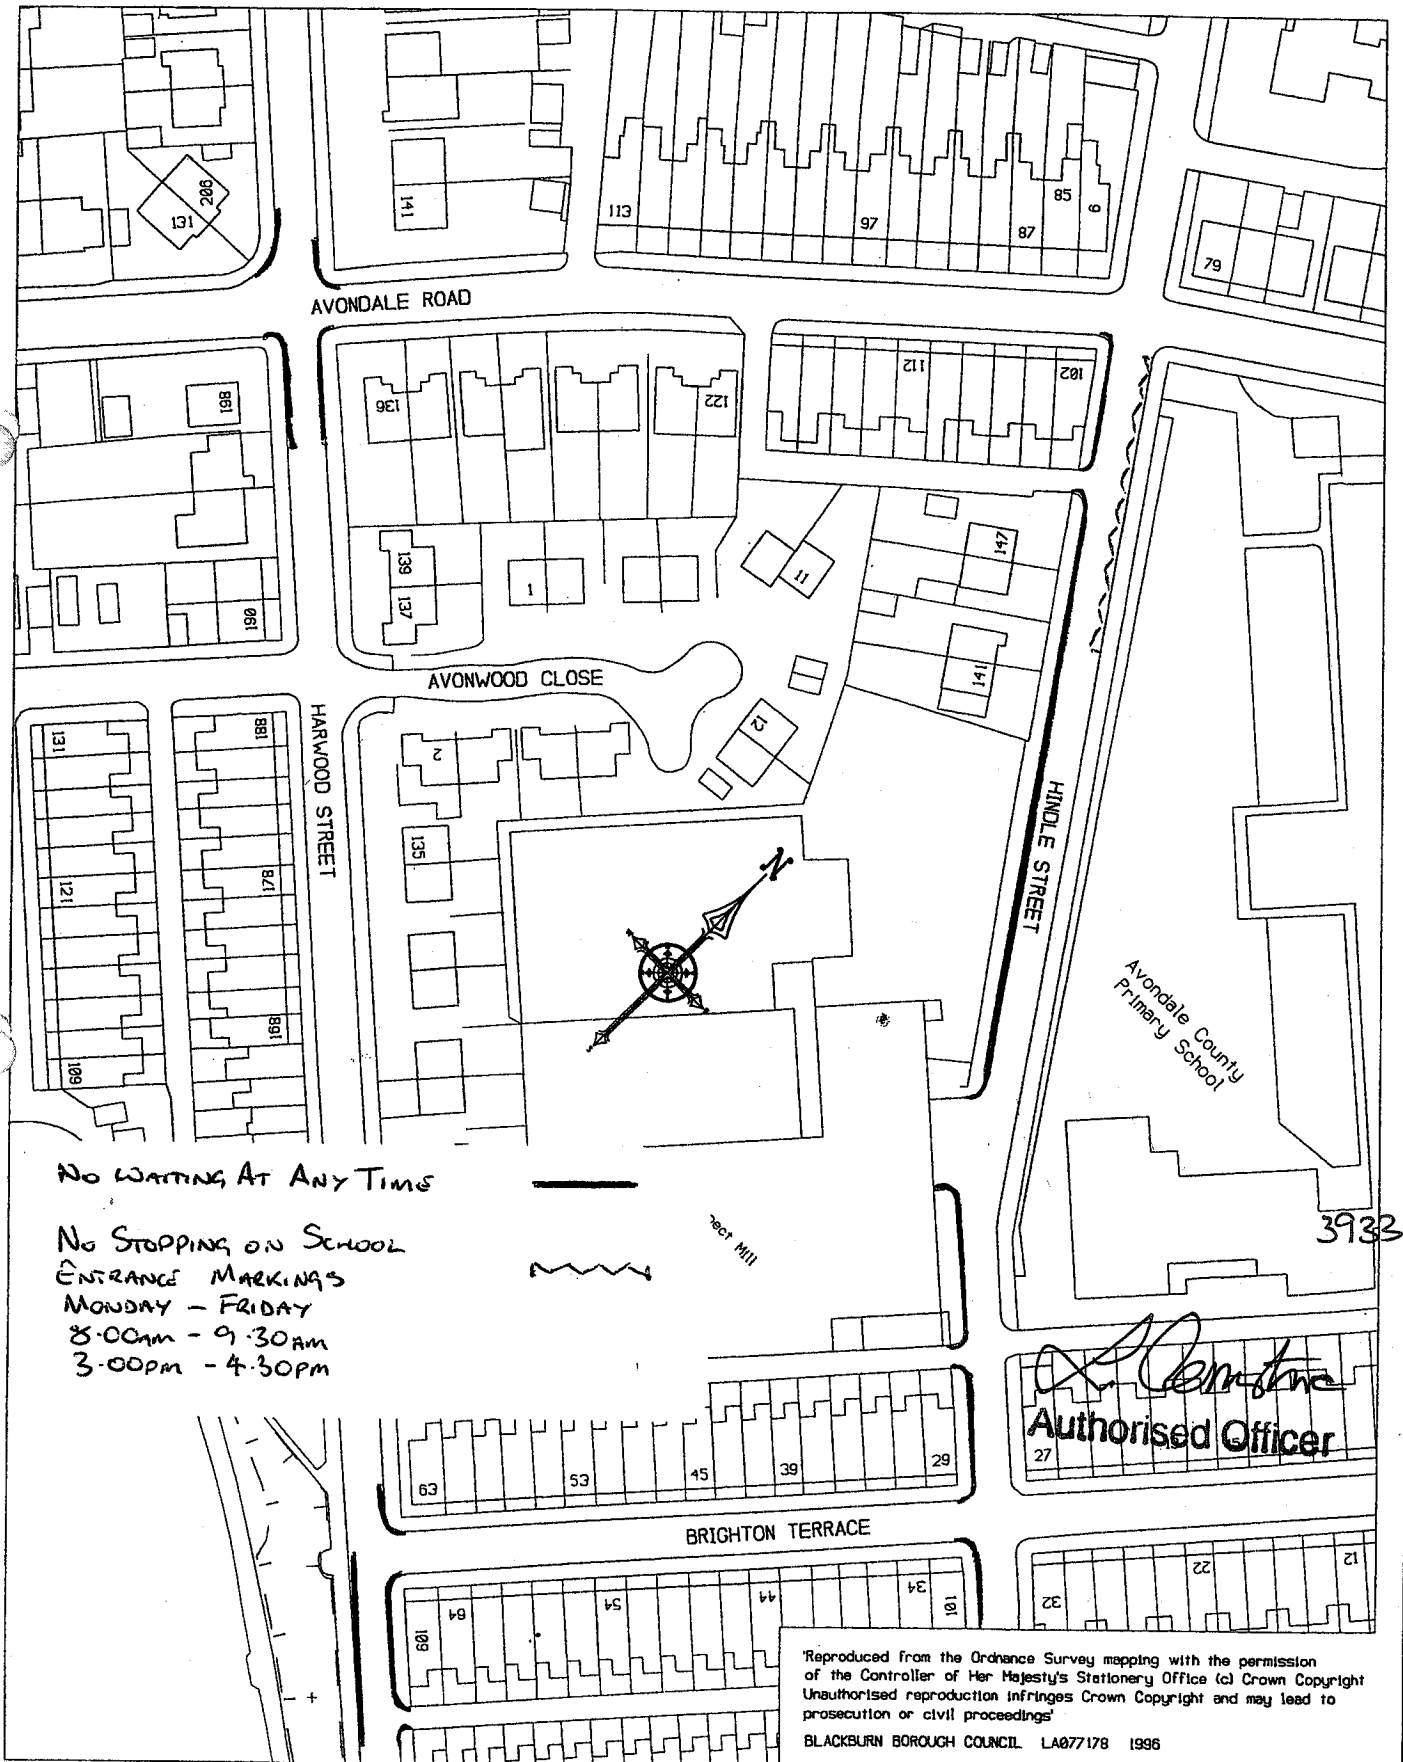 206
131
141
113
97
87
85
6
79
AVONDALE ROAD
198
136
122
112
102
139
137
1
11
147
190
141
AVONWOOD CLOSE
131
188
HARWOOD STREET
2
12
135
121
178
N
HINDLE STREET
168
109
Avondale County
Primary School
NO WAITING AT ANY TIME
NO STOPPING ON SCHOOL
ENTRANCE MARKINGS
MONDAY - FRIDAY
8.00AM - 9.30AM
3.00PM - 4.30PM
pect Mill
3933
Authorised Officer
63
53
45
39
29
27
15
BRIGHTON TERRACE
109
64
54
44
34
101
32
22
12
'Reproduced from the Ordnance Survey mapping with the permission
of the Controller of Her Majesty's Stationery Office (c) Crown Copyright
Unauthorised reproduction infringes Crown Copyright and may lead to
prosecution or civil proceedings'
BLACKBURN BOROUGH COUNCIL LA077178 1996